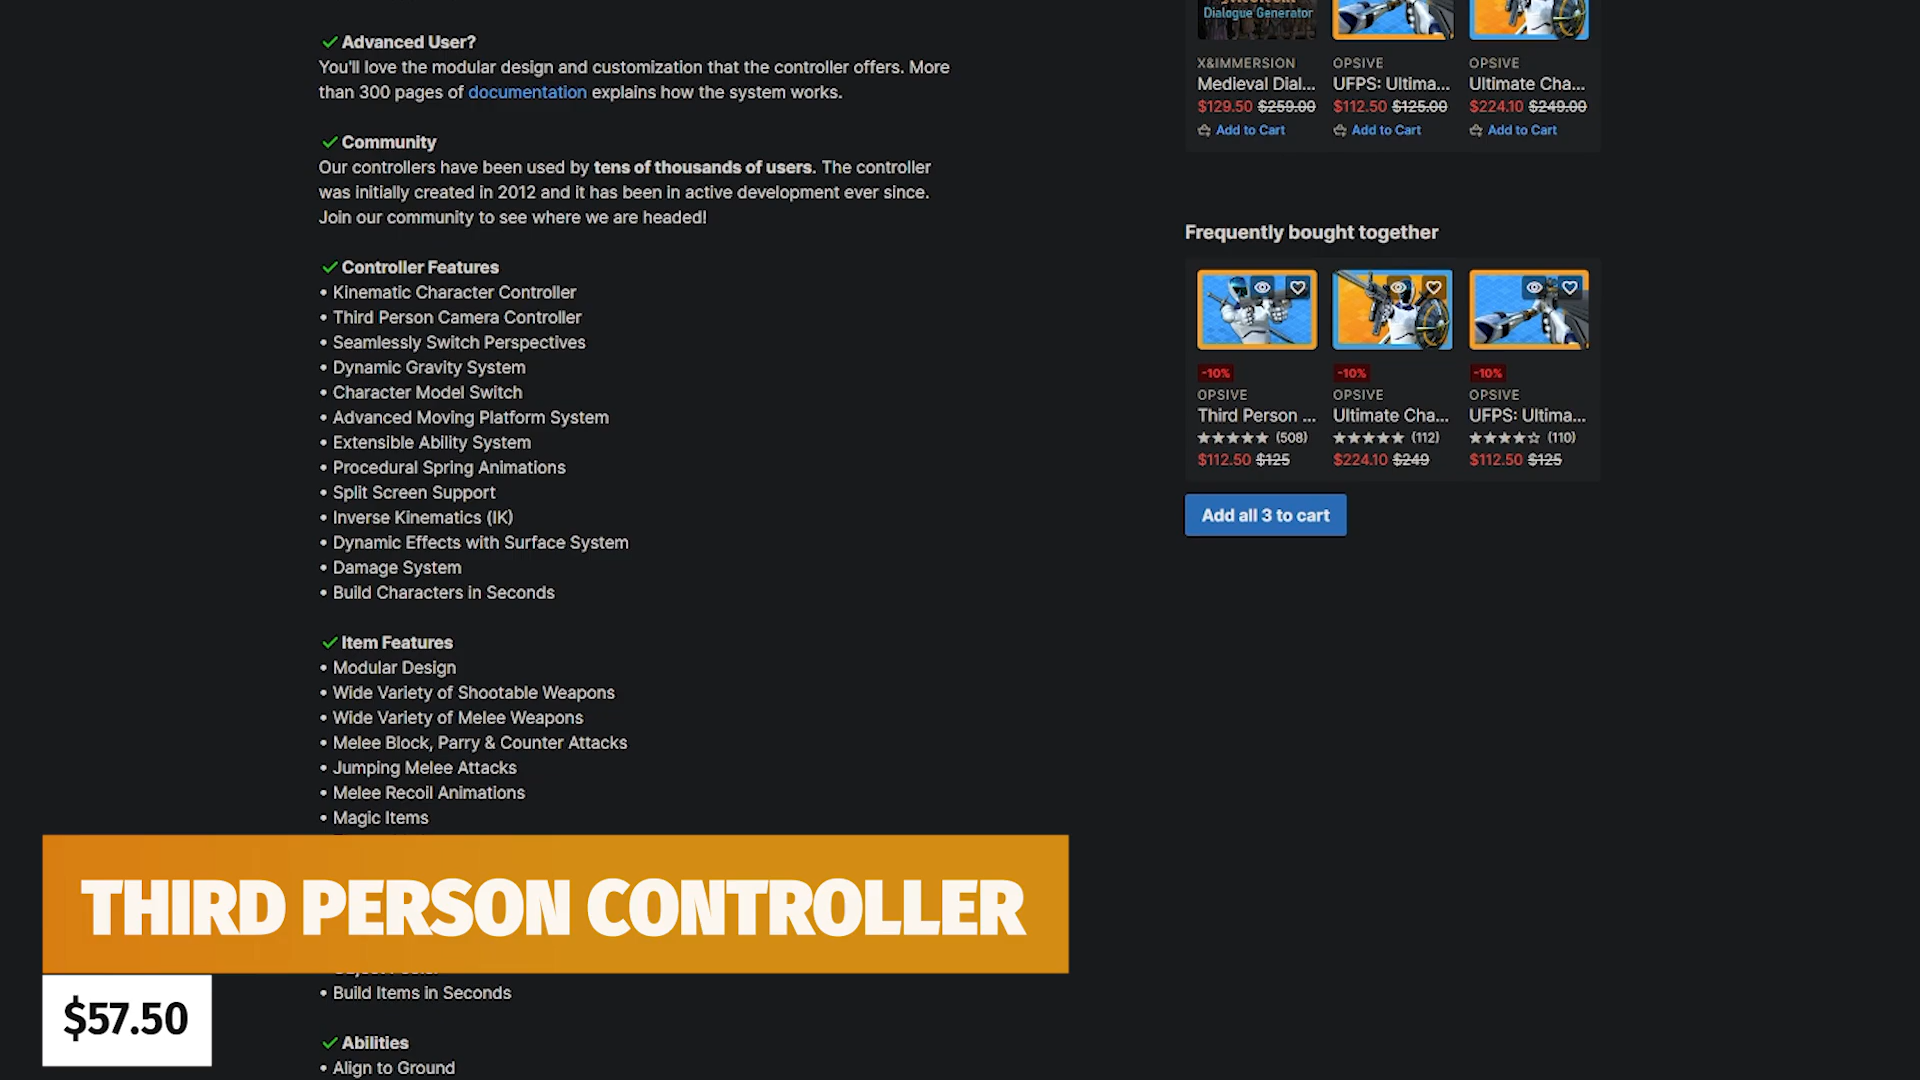 Advanced User?
You'll love the modular design and customization that the controller offers. More
than 300 pages of documentation explains how the system works.
Community
Our controllers have been used by tens of thousands of users. The controller
was initially created in 2012 and it has been in active development ever since.
Join our community to see where we are headed!
Controller Features
• Kinematic Character Controller
• Third Person Camera Controller
• Seamlessly Switch Perspectives
• Dynamic Gravity System
• Character Model Switch
• Advanced Moving Platform System
• Extensible Ability System
• Procedural Spring Animations
• Split Screen Support
• Inverse Kinematics (IK)
• Dynamic Effects with Surface System
• Damage System
• Build Characters in Seconds
Item Features
• Modular Design
• Wide Variety of Shootable Weapons
• Wide Variety of Melee Weapons
• Melee Block, Parry & Counter Attacks
• Jumping Melee Attacks
• Melee Recoil Animations
• Magic Items
THIRD PERSON CONTROLLER
$57.50
• Build Items in Seconds
Abilities
• Align to Ground
Dialogue Generator
X&IMMERSION
Medieval Dial...
$129.50 $259.00
Add to Cart
OPSIVE
UFPS: Ultima...
$112.50 $125.00
Add to Cart
OPSIVE
Ultimate Cha...
$224.10 $249.00
Add to Cart
Frequently bought together
-10%
OPSIVE
Third Person ...
★★★★★ (508)
$112.50 $125
-10%
OPSIVE
Ultimate Cha...
★★★★★ (112)
$224.10 $249
-10%
OPSIVE
UFPS: Ultima...
★★★★☆ (110)
$112.50 $125
Add all 3 to cart